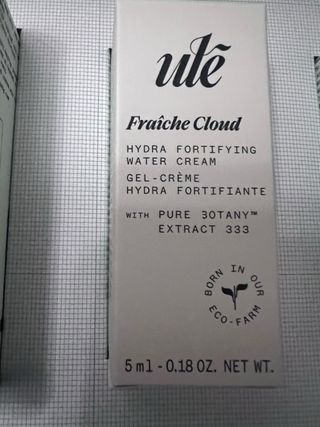 ulé
Fraîche Cloud
HYDRA FORTIFYING
WATER CREAM
GEL-CRÈME
HYDRA FORTIFIANTE
WITH PURE BOTANY™
EXTRACT 333
BORN IN OUR
ECO-FARM
5 ml - 0.18 OZ. NET WT.